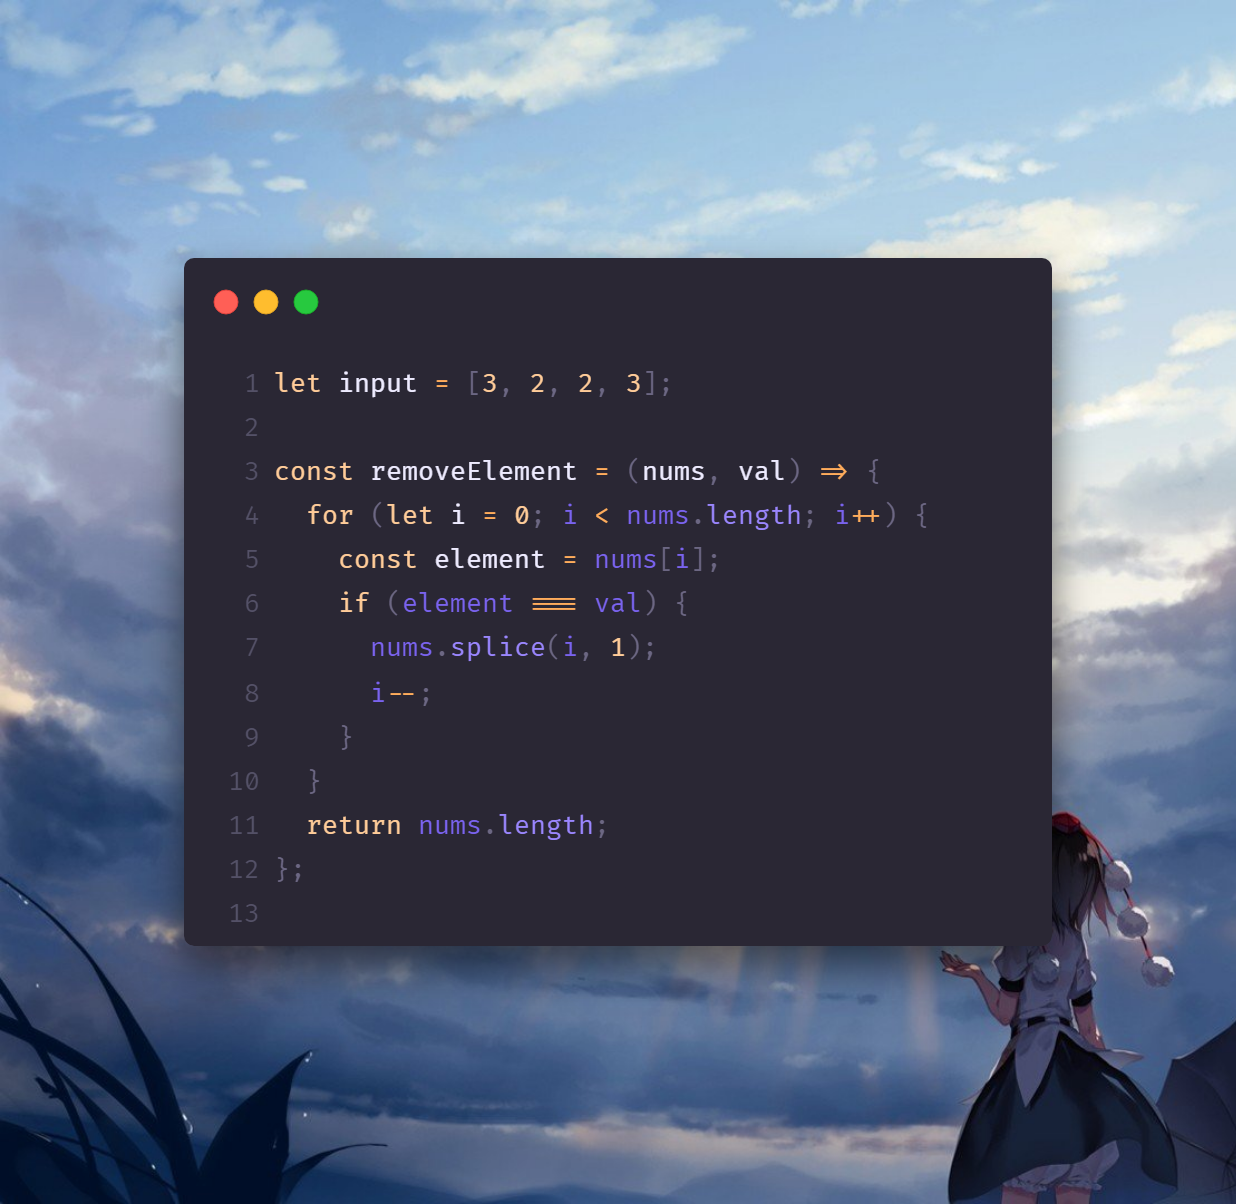 1 let input = [3, 2, 2, 3];
2
3 const removeElement = (nums, val) => {
4   for (let i = 0; i < nums.length; i++) {
5     const element = nums[i];
6     if (element === val) {
7       nums.splice(i, 1);
8       i--;
9     }
10   }
11   return nums.length;
12 };
13